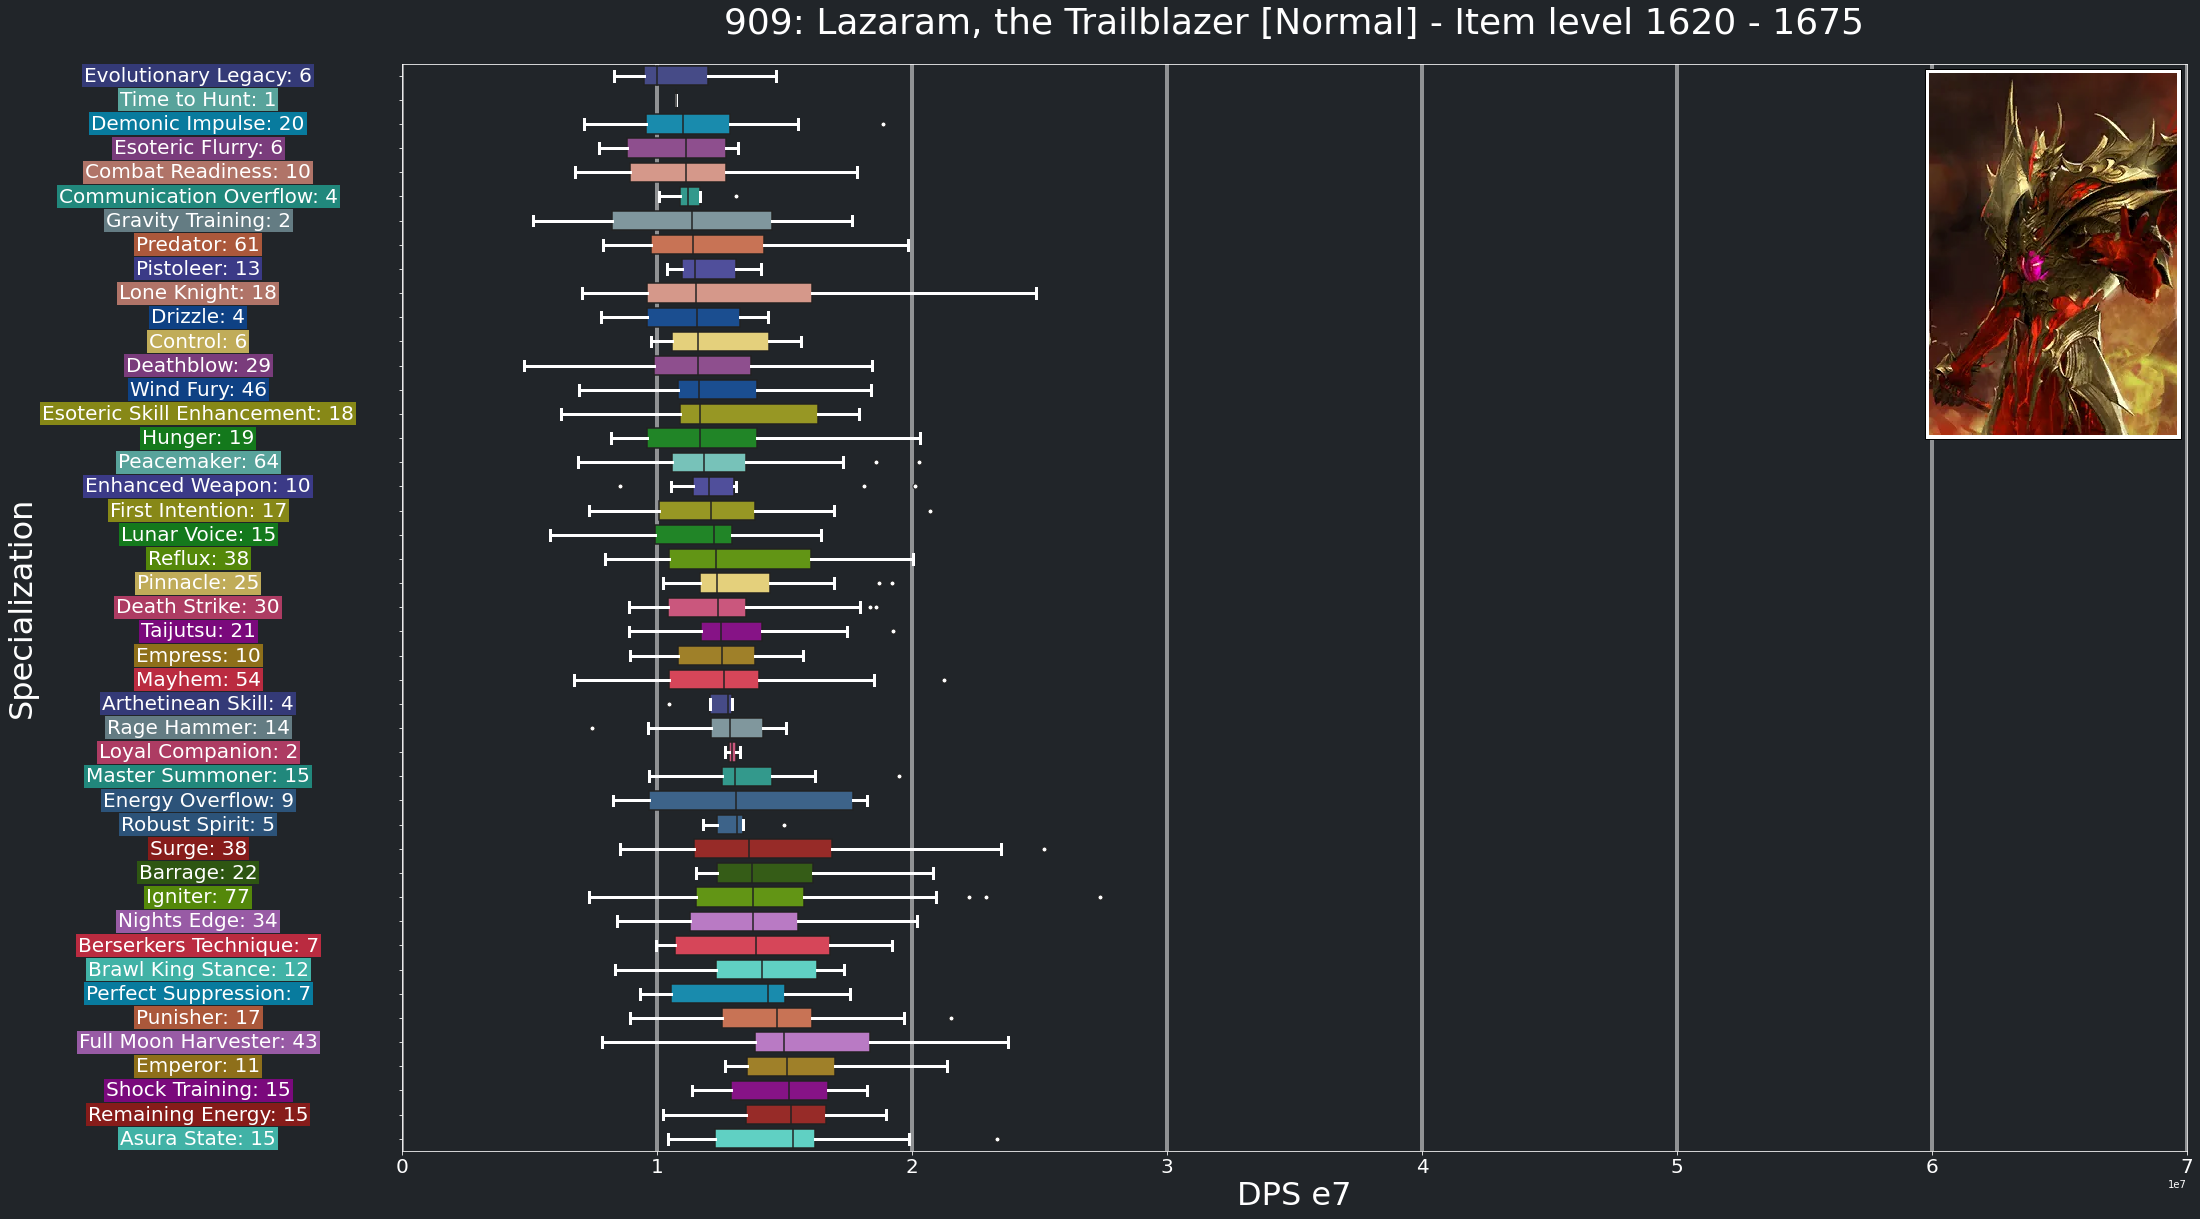 909: Lazaram, the Trailblazer [Normal] - Item level 1620 - 1675
Specialization
Evolutionary Legacy: 6
Time to Hunt: 1
Demonic Impulse: 20
Esoteric Flurry: 6
Combat Readiness: 10
Communication Overflow: 4
Gravity Training: 2
Predator: 61
Pistoleer: 13
Lone Knight: 18
Drizzle: 4
Control: 6
Deathblow: 29
Wind Fury: 46
Esoteric Skill Enhancement: 18
Hunger: 19
Peacemaker: 64
Enhanced Weapon: 10
First Intention: 17
Lunar Voice: 15
Reflux: 38
Pinnacle: 25
Death Strike: 30
Taijutsu: 21
Empress: 10
Mayhem: 54
Arthetinean Skill: 4
Rage Hammer: 14
Loyal Companion: 2
Master Summoner: 15
Energy Overflow: 9
Robust Spirit: 5
Surge: 38
Barrage: 22
Igniter: 77
Nights Edge: 34
Berserkers Technique: 7
Brawl King Stance: 12
Perfect Suppression: 7
Punisher: 17
Full Moon Harvester: 43
Emperor: 11
Shock Training: 15
Remaining Energy: 15
Asura State: 15
0 1 2 3 4 5 6 7
1e7
DPS e7